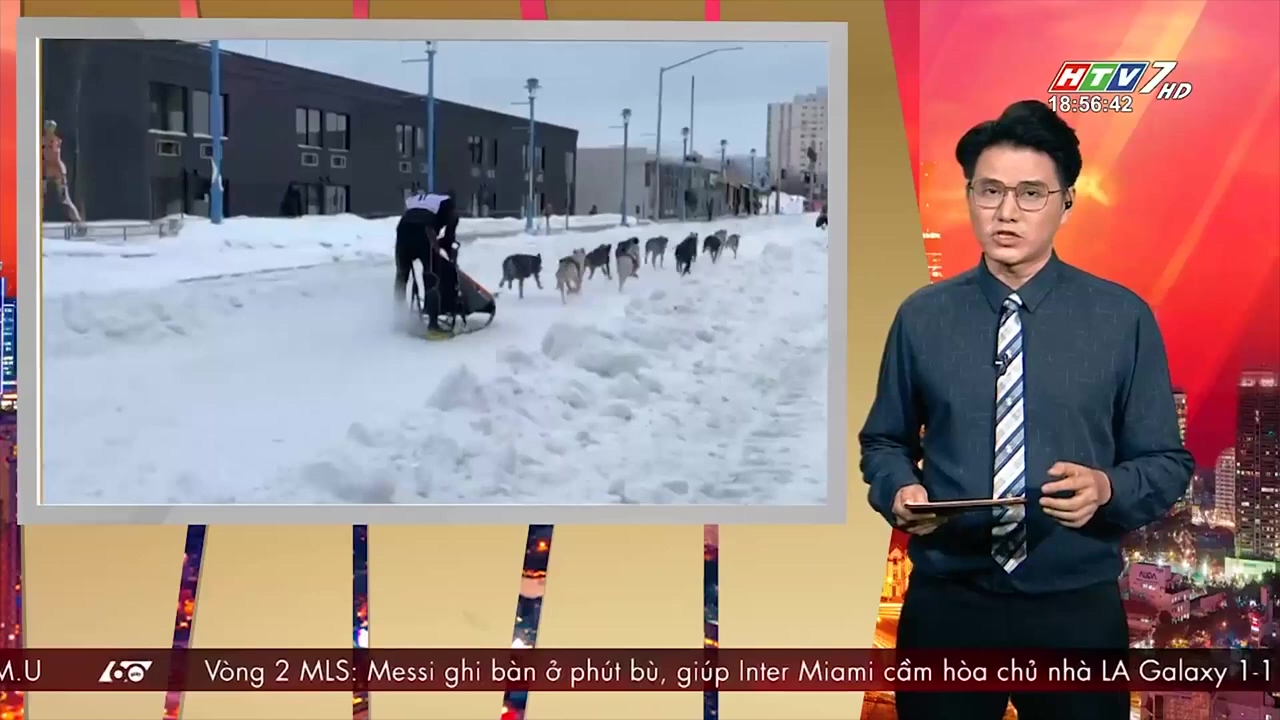 HTV7 HD
18:56:42
M.U 60 Vòng 2 MLS: Messi ghi bàn ở phút bù, giúp Inter Miami cầm hòa chủ nhà LA Galaxy 1-1